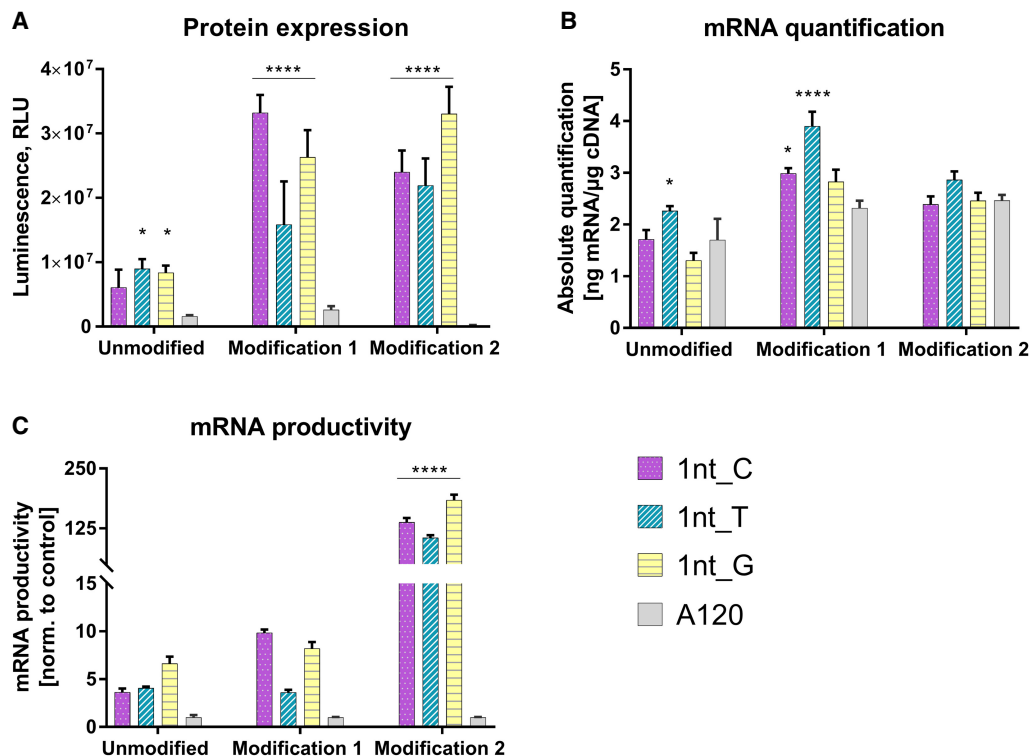 A
Protein expression
Luminescence, RLU
4×10⁷
3×10⁷
2×10⁷
1×10⁷
0
* *
****
****
Unmodified Modification 1 Modification 2
B
mRNA quantification
Absolute quantification
[ng mRNA/µg cDNA]
5
4
3
2
1
0
*
*
****
Unmodified Modification 1 Modification 2
C
mRNA productivity
mRNA productivity
[norm. to control]
250
125
15
10
5
0
****
Unmodified Modification 1 Modification 2
1nt_C
1nt_T
1nt_G
A120